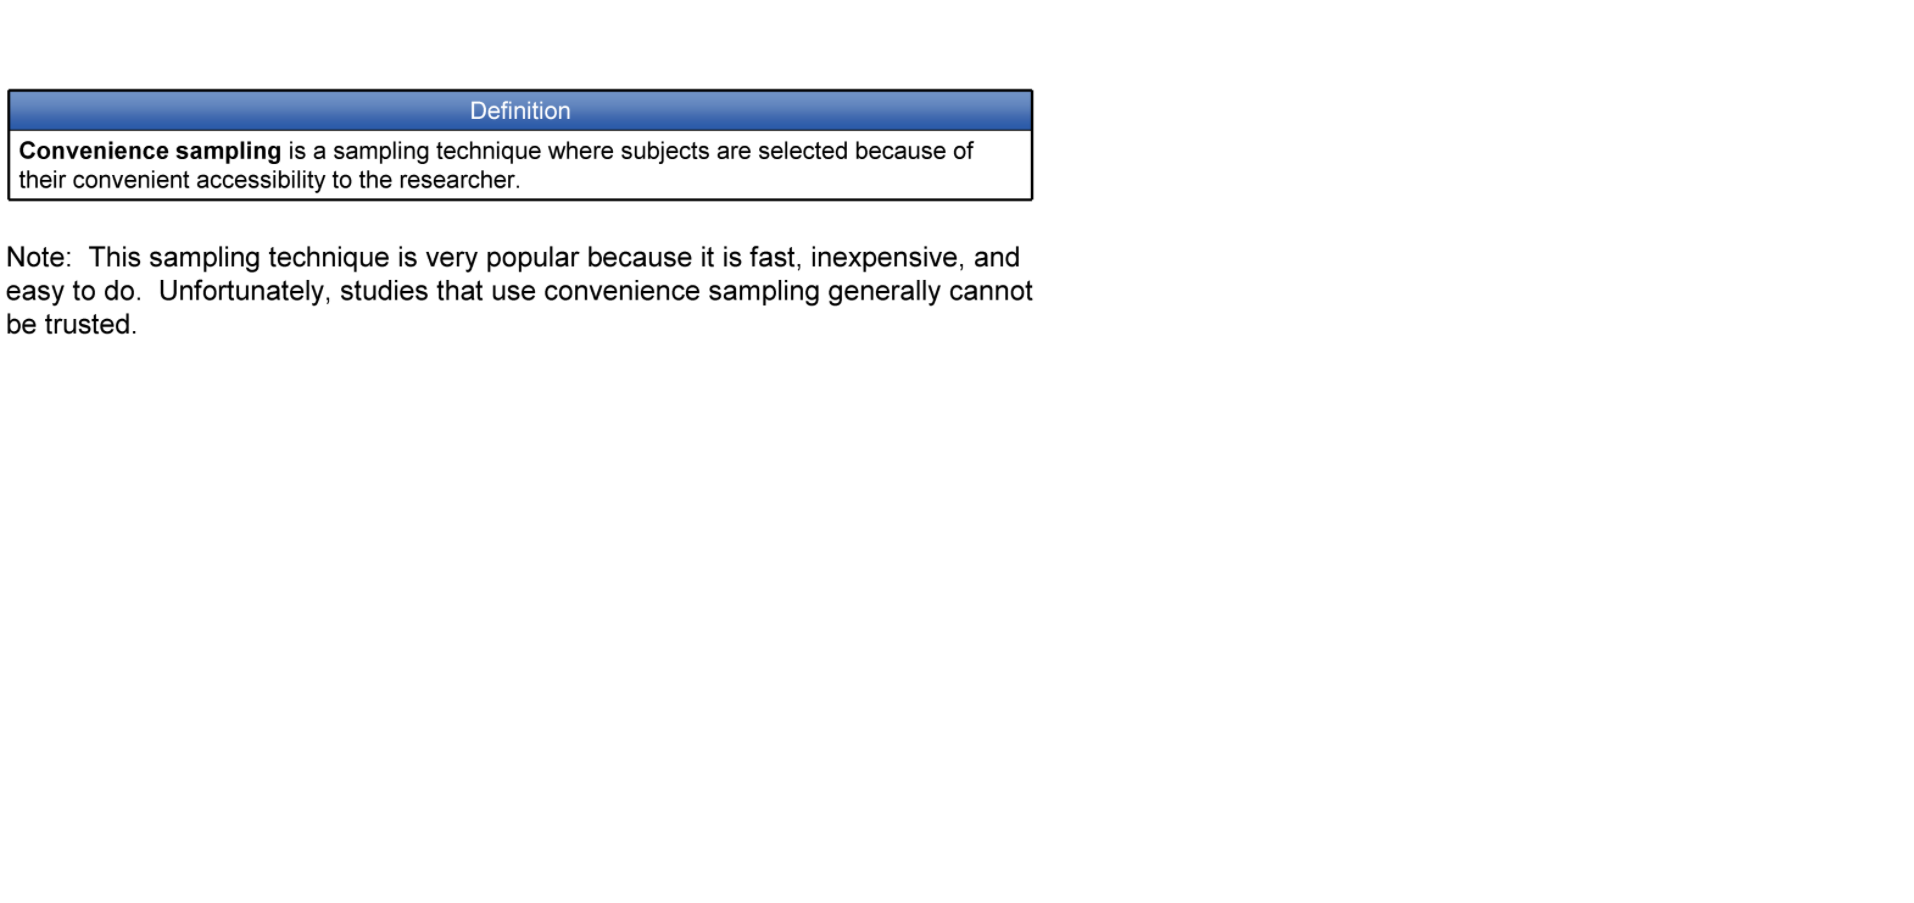 Definition
Convenience sampling is a sampling technique where subjects are selected because of
their convenient accessibility to the researcher.
Note:  This sampling technique is very popular because it is fast, inexpensive, and
easy to do.  Unfortunately, studies that use convenience sampling generally cannot
be trusted.